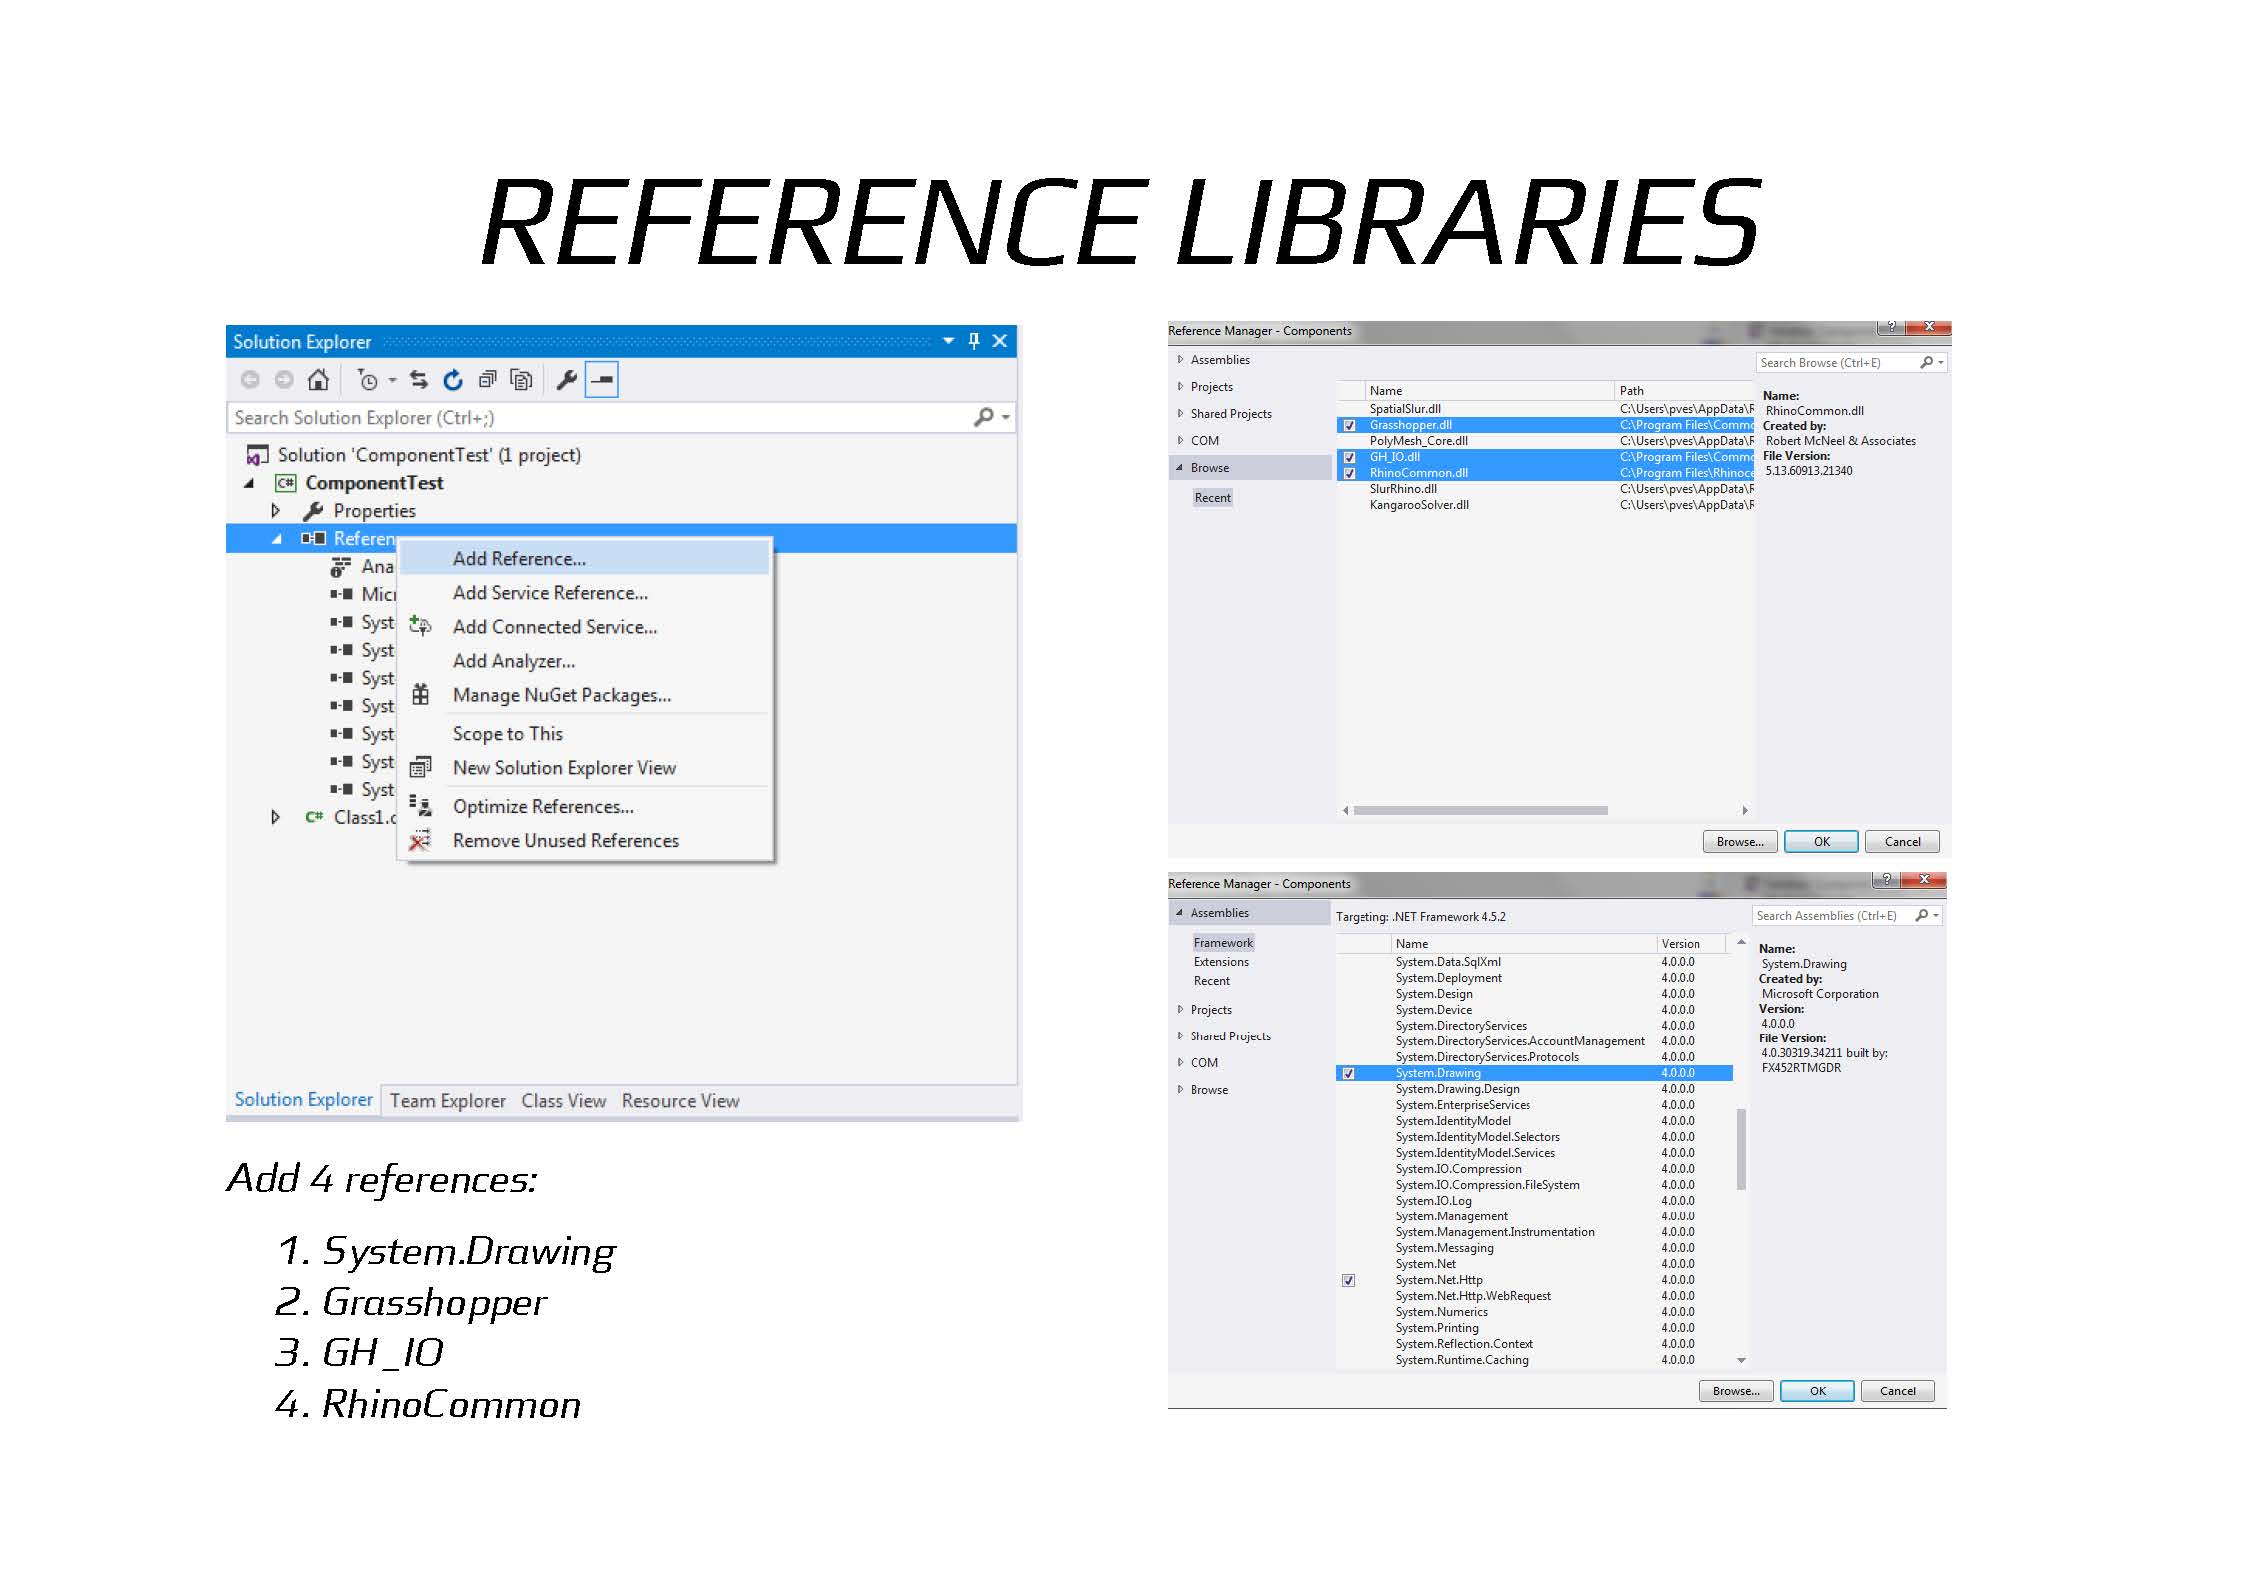 REFERENCE LIBRARIES
Solution Explorer
Search Solution Explorer (Ctrl+;)
Solution 'ComponentTest' (1 project)
C# ComponentTest
Properties
Referen
Ana
Micr
Syst
Syst
Syst
Syst
Syst
Syst
Syst
C# Class1.c
Add Reference...
Add Service Reference...
Add Connected Service...
Add Analyzer...
Manage NuGet Packages...
Scope to This
New Solution Explorer View
Optimize References...
Remove Unused References
Solution Explorer Team Explorer Class View Resource View
Add 4 references:
1. System.Drawing
2. Grasshopper
3. GH_IO
4. RhinoCommon
Reference Manager - Components
Assemblies
Projects
Shared Projects
COM
Browse
Recent
Name Path
SpatialSlur.dll C:\Users\pves\AppData\R
Grasshopper.dll C:\Program Files\Commo
PolyMesh_Core.dll C:\Users\pves\AppData\R
GH_IO.dll C:\Program Files\Commo
RhinoCommon.dll C:\Program Files\Rhinoce
SlurRhino.dll C:\Users\pves\AppData\R
KangarooSolver.dll C:\Users\pves\AppData\R
Search Browse (Ctrl+E)
Name:
RhinoCommon.dll
Created by:
Robert McNeel & Associates
File Version:
5.13.60913.21340
Browse... OK Cancel
Reference Manager - Components
Assemblies
Framework
Extensions
Recent
Projects
Shared Projects
COM
Browse
Targeting: .NET Framework 4.5.2
Name Version
System.Data.SqlXml 4.0.0.0
System.Deployment 4.0.0.0
System.Design 4.0.0.0
System.Device 4.0.0.0
System.DirectoryServices 4.0.0.0
System.DirectoryServices.AccountManagement 4.0.0.0
System.DirectoryServices.Protocols 4.0.0.0
System.Drawing 4.0.0.0
System.Drawing.Design 4.0.0.0
System.EnterpriseServices 4.0.0.0
System.IdentityModel 4.0.0.0
System.IdentityModel.Selectors 4.0.0.0
System.IdentityModel.Services 4.0.0.0
System.IO.Compression 4.0.0.0
System.IO.Compression.FileSystem 4.0.0.0
System.IO.Log 4.0.0.0
System.Management 4.0.0.0
System.Management.Instrumentation 4.0.0.0
System.Messaging 4.0.0.0
System.Net 4.0.0.0
System.Net.Http 4.0.0.0
System.Net.Http.WebRequest 4.0.0.0
System.Numerics 4.0.0.0
System.Printing 4.0.0.0
System.Reflection.Context 4.0.0.0
System.Runtime.Caching 4.0.0.0
Search Assemblies (Ctrl+E)
Name:
System.Drawing
Created by:
Microsoft Corporation
Version:
4.0.0.0
File Version:
4.0.30319.34211 built by:
FX452RTMGDR
Browse... OK Cancel